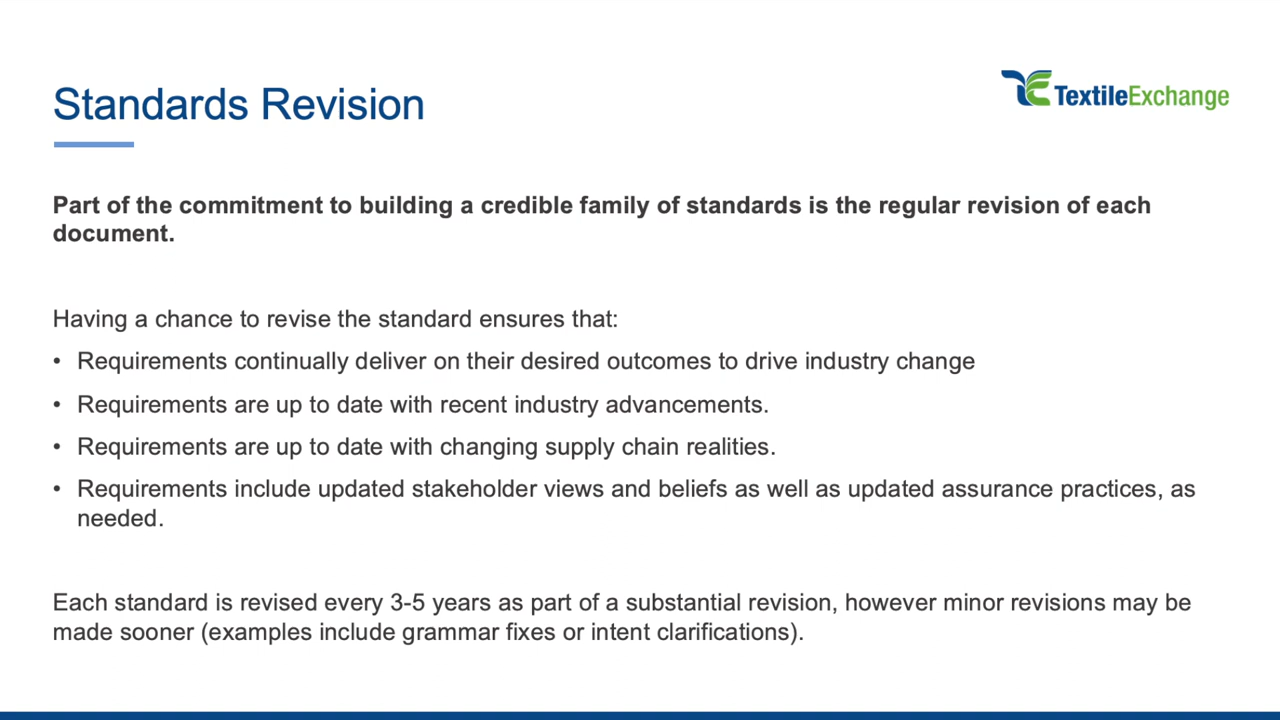 Standards Revision
TextileExchange
Part of the commitment to building a credible family of standards is the regular revision of each
document.
Having a chance to revise the standard ensures that:
• Requirements continually deliver on their desired outcomes to drive industry change
• Requirements are up to date with recent industry advancements.
• Requirements are up to date with changing supply chain realities.
• Requirements include updated stakeholder views and beliefs as well as updated assurance practices, as
needed.
Each standard is revised every 3-5 years as part of a substantial revision, however minor revisions may be
made sooner (examples include grammar fixes or intent clarifications).